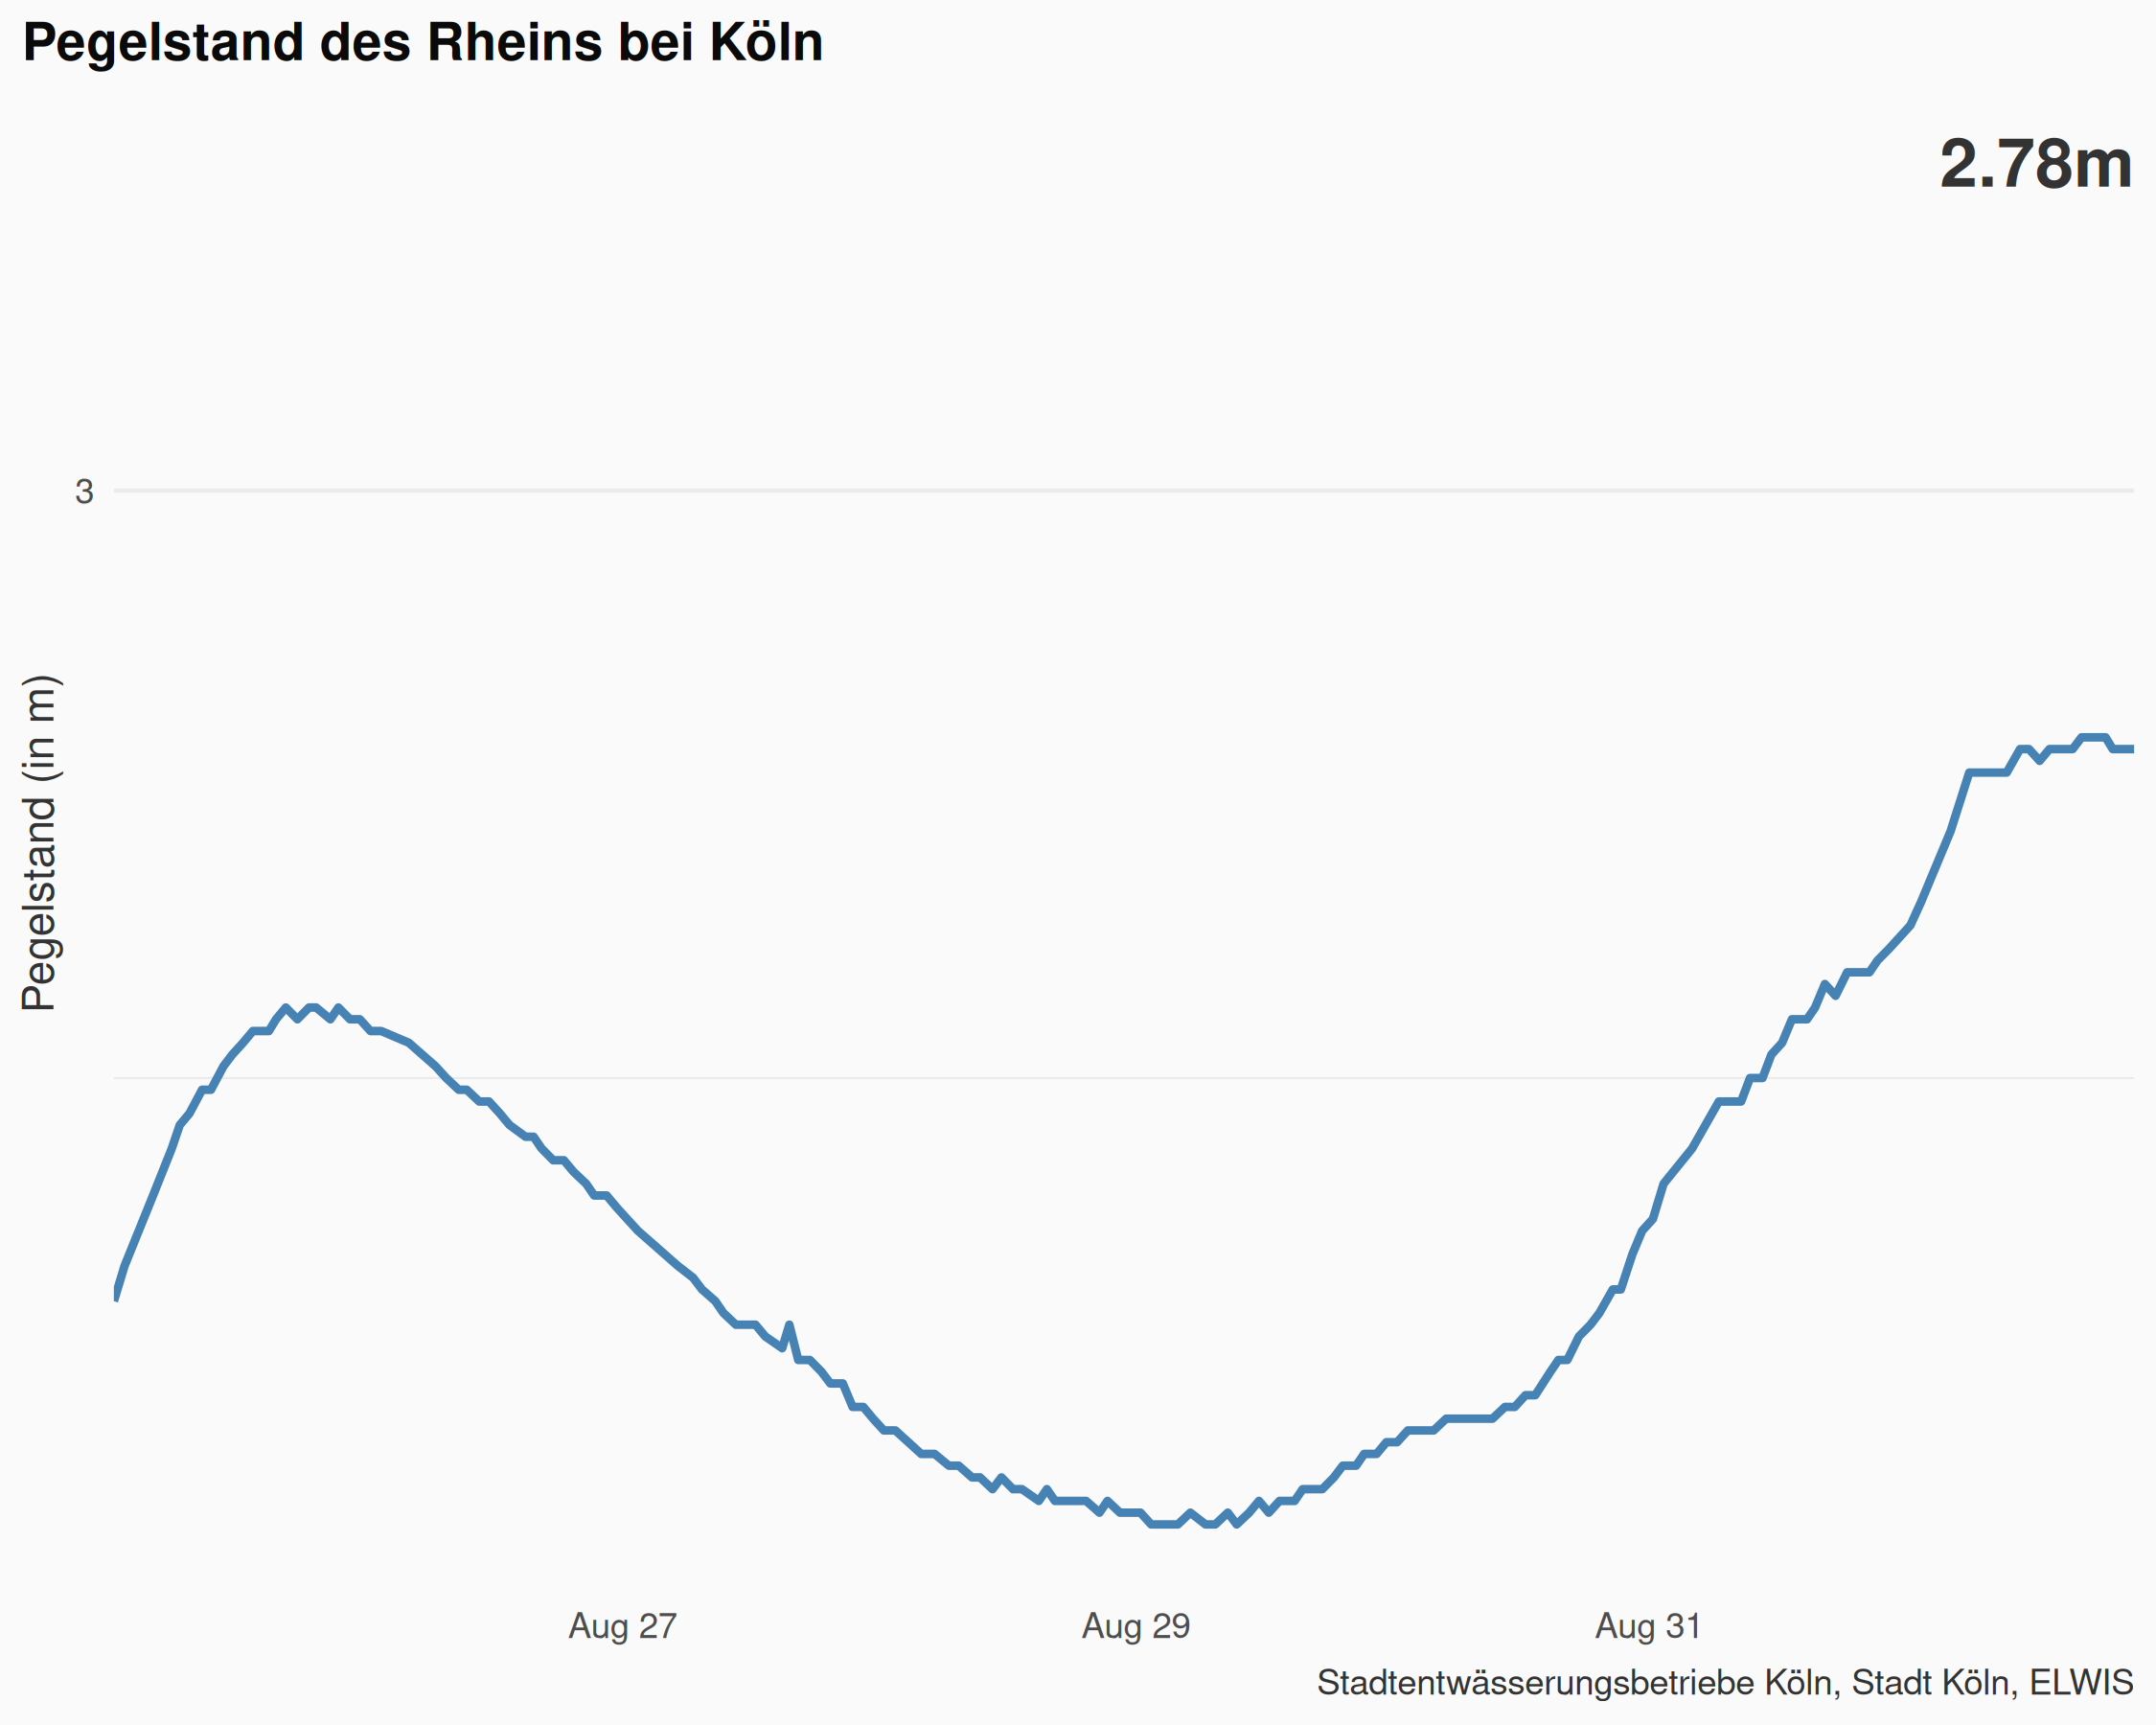 Pegelstand des Rheins bei Köln
2.78m
3
Pegelstand (in m)
Aug 27
Aug 29
Aug 31
Stadtentwässerungsbetriebe Köln, Stadt Köln, ELWIS